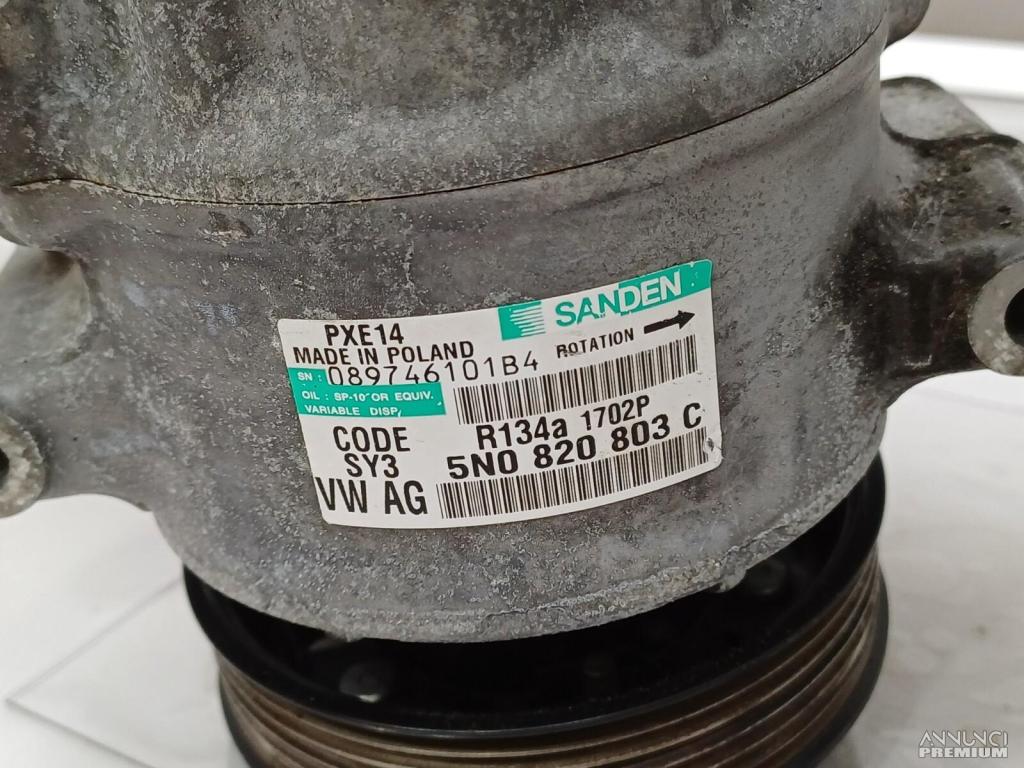 SANDEN
PXE14
MADE IN POLAND
ROTATION
SN : 089746101B4
OIL : SP-10 OR EQUIV.
VARIABLE DISP.
CODE
R134a 1702P
SY3
5N0 820 803 C
VW AG
ANNUNCI
PREMIUM